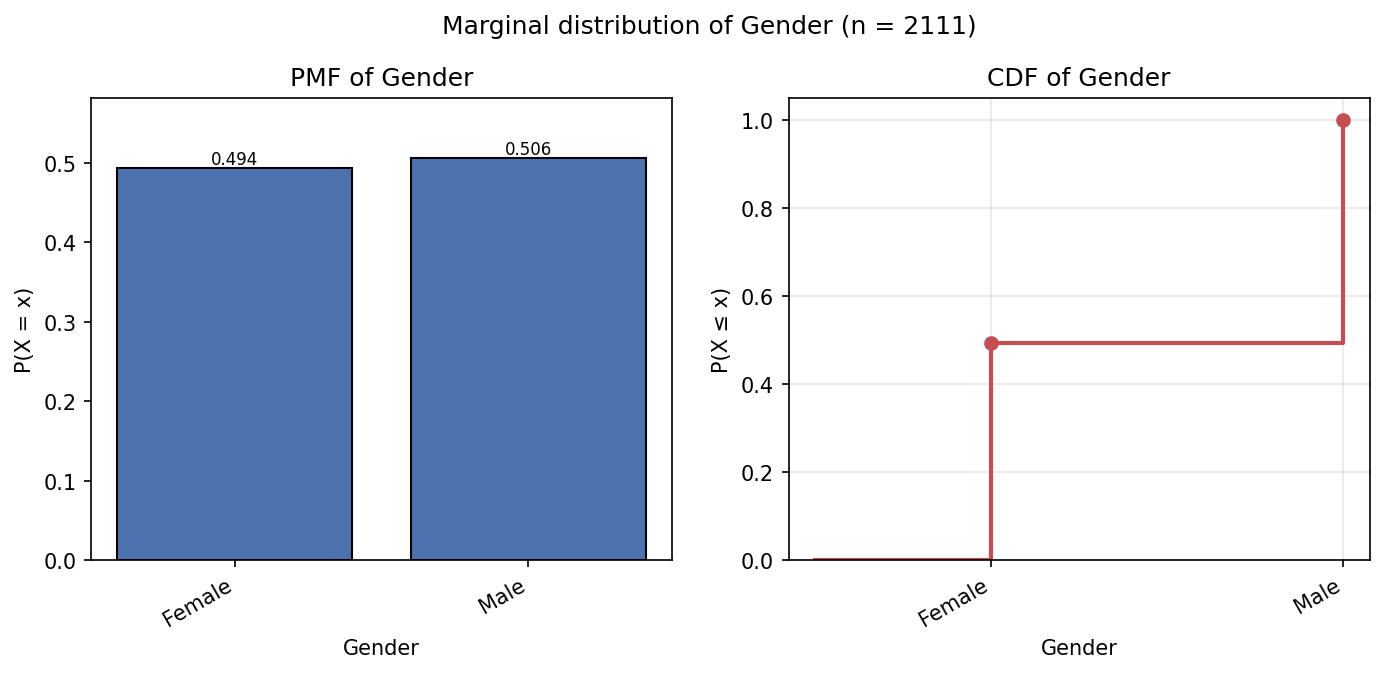 Marginal distribution of Gender (n = 2111)
PMF of Gender
P(X = x)
0.5
0.4
0.3
0.2
0.1
0.0
0.494
0.506
Female
Male
Gender
CDF of Gender
P(X ≤ x)
1.0
0.8
0.6
0.4
0.2
0.0
Female
Male
Gender